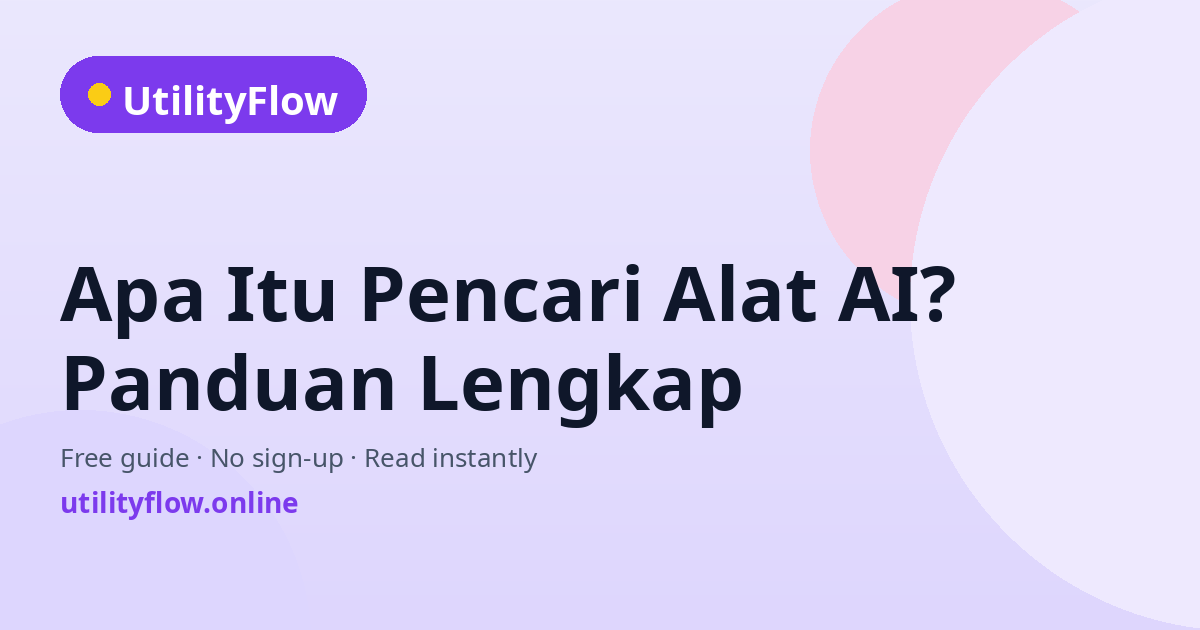 UtilityFlow
Apa Itu Pencari Alat AI?
Panduan Lengkap
Free guide · No sign-up · Read instantly
utilityflow.online